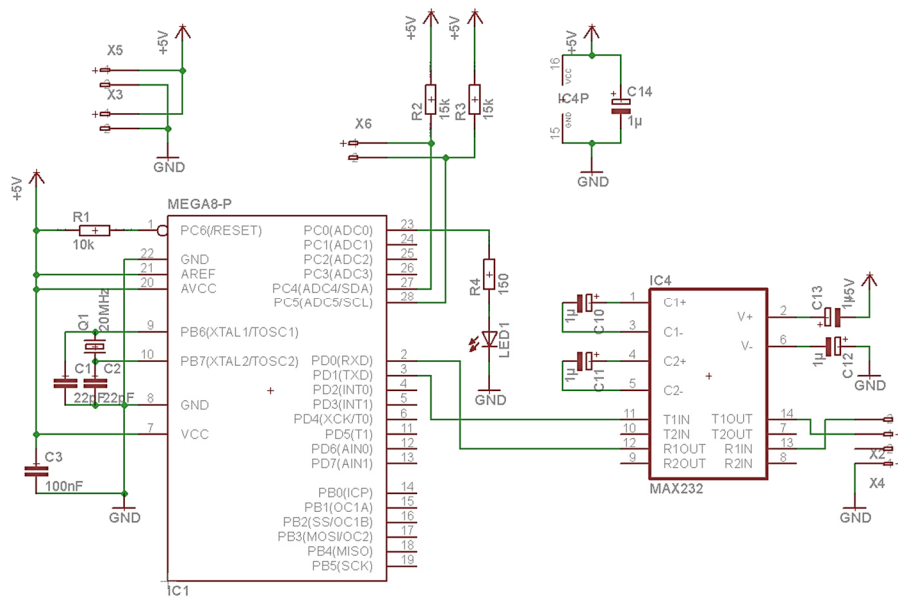 X5
+5V
X3
GND
+5V
+5V
R2
15k
R3
15k
X6
+5V
16
VCC
IC4P
GND
15
C14
1µ
GND
+5V
R1
10k
MEGA8-P
1 PC6(/RESET)
22 GND
21 AREF
20 AVCC
9 PB6(XTAL1/TOSC1)
10 PB7(XTAL2/TOSC2)
8 GND
7 VCC
PC0(ADC0) 23
PC1(ADC1) 24
PC2(ADC2) 25
PC3(ADC3) 26
PC4(ADC4/SDA) 27
PC5(ADC5/SCL) 28
PD0(RXD) 2
PD1(TXD) 3
PD2(INT0) 4
PD3(INT1) 5
PD4(XCK/T0) 6
PD5(T1) 11
PD6(AIN0) 12
PD7(AIN1) 13
PB0(ICP) 14
PB1(OC1A) 15
PB2(SS/OC1B) 16
PB3(MOSI/OC2) 17
PB4(MISO) 18
PB5(SCK) 19
IC1
Q1
20MHz
C1
22pF
C2
22pF
C3
100nF
GND
R4
150
LED1
GND
IC4
1 C1+
3 C1-
4 C2+
5 C2-
11 T1IN
10 T2IN
12 R1OUT
9 R2OUT
V+ 2
V- 6
T1OUT 14
T2OUT 7
R1IN 13
R2IN 8
MAX232
1µ
C10
1µ
C11
C13
1µ
+5V
1µ
C12
GND
X2
X4
GND